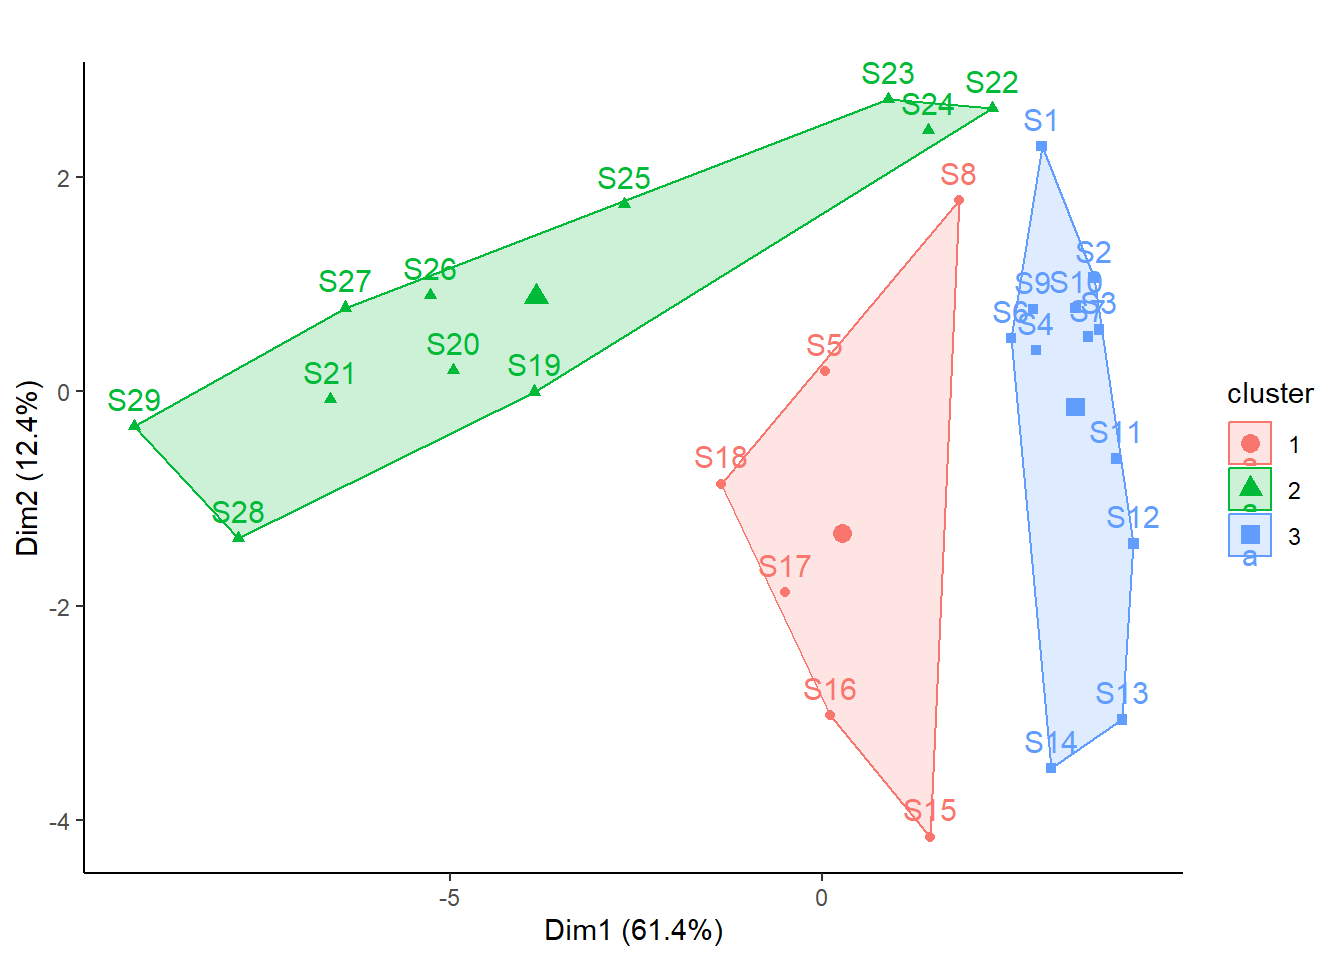 S23
S22
S24
S1
S8
S25
2
S2
S26
S27
S9
S10
S3
S6
S7
S4
S20
S5
S19
S21
0
S29
cluster
S11
1
a
S18
2
a
S28
S12
3
a
S17
-2
S16
S13
S14
S15
-4
-5
0
Dim1 (61.4%)
Dim2 (12.4%)